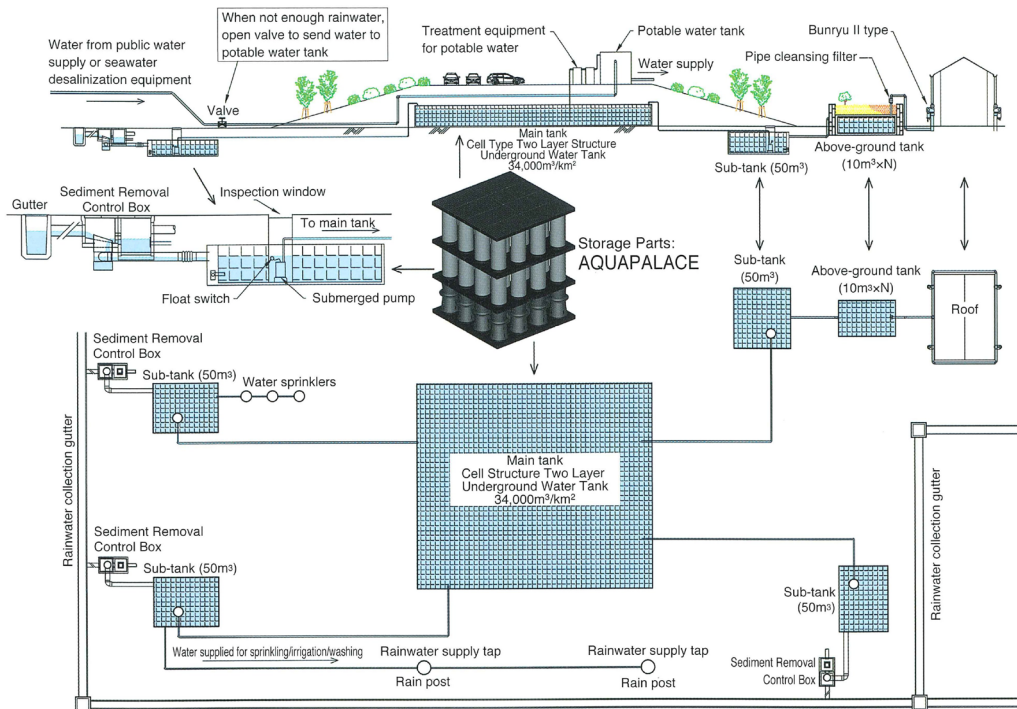 When not enough rainwater,
open valve to send water to
potable water tank
Water from public water
supply or seawater
desalinization equipment
Valve
Treatment equipment
for potable water
Potable water tank
Water supply
Bunryu II type
Pipe cleansing filter
Main tank
Cell Type Two Layer Structure
Underground Water Tank
34,000m³/km²
Sub-tank (50m³)
Above-ground tank
(10m³×N)
Gutter
Sediment Removal
Control Box
Inspection window
To main tank
Float switch
Submerged pump
Storage Parts:
AQUAPALACE
Sub-tank
(50m³)
Above-ground tank
(10m³×N)
Roof
Sediment Removal
Control Box
Sub-tank (50m³)
Water sprinklers
Rainwater collection gutter
Main tank
Cell Structure Two Layer
Underground Water Tank
34,000m³/km²
Sediment Removal
Control Box
Sub-tank (50m³)
Water supplied for sprinkling/irrigation/washing
Rainwater supply tap
Rain post
Rainwater supply tap
Rain post
Sub-tank
(50m³)
Sediment Removal
Control Box
Rainwater collection gutter